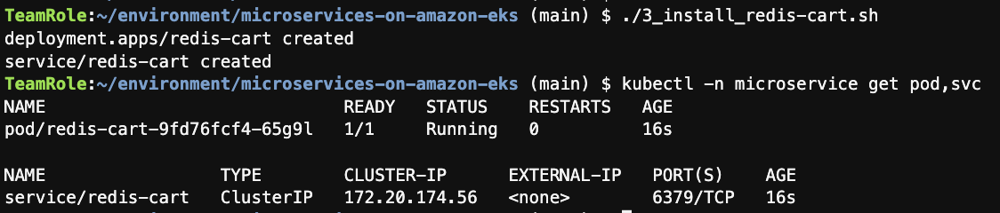 TeamRole:~/environment/microservices-on-amazon-eks (main) $ ./3_install_redis-cart.sh
deployment.apps/redis-cart created
service/redis-cart created
TeamRole:~/environment/microservices-on-amazon-eks (main) $ kubectl -n microservice get pod,svc
NAME READY STATUS RESTARTS AGE
pod/redis-cart-9fd76fcf4-65g9l 1/1 Running 0 16s
NAME TYPE CLUSTER-IP EXTERNAL-IP PORT(S) AGE
service/redis-cart ClusterIP 172.20.174.56 <none> 6379/TCP 16s